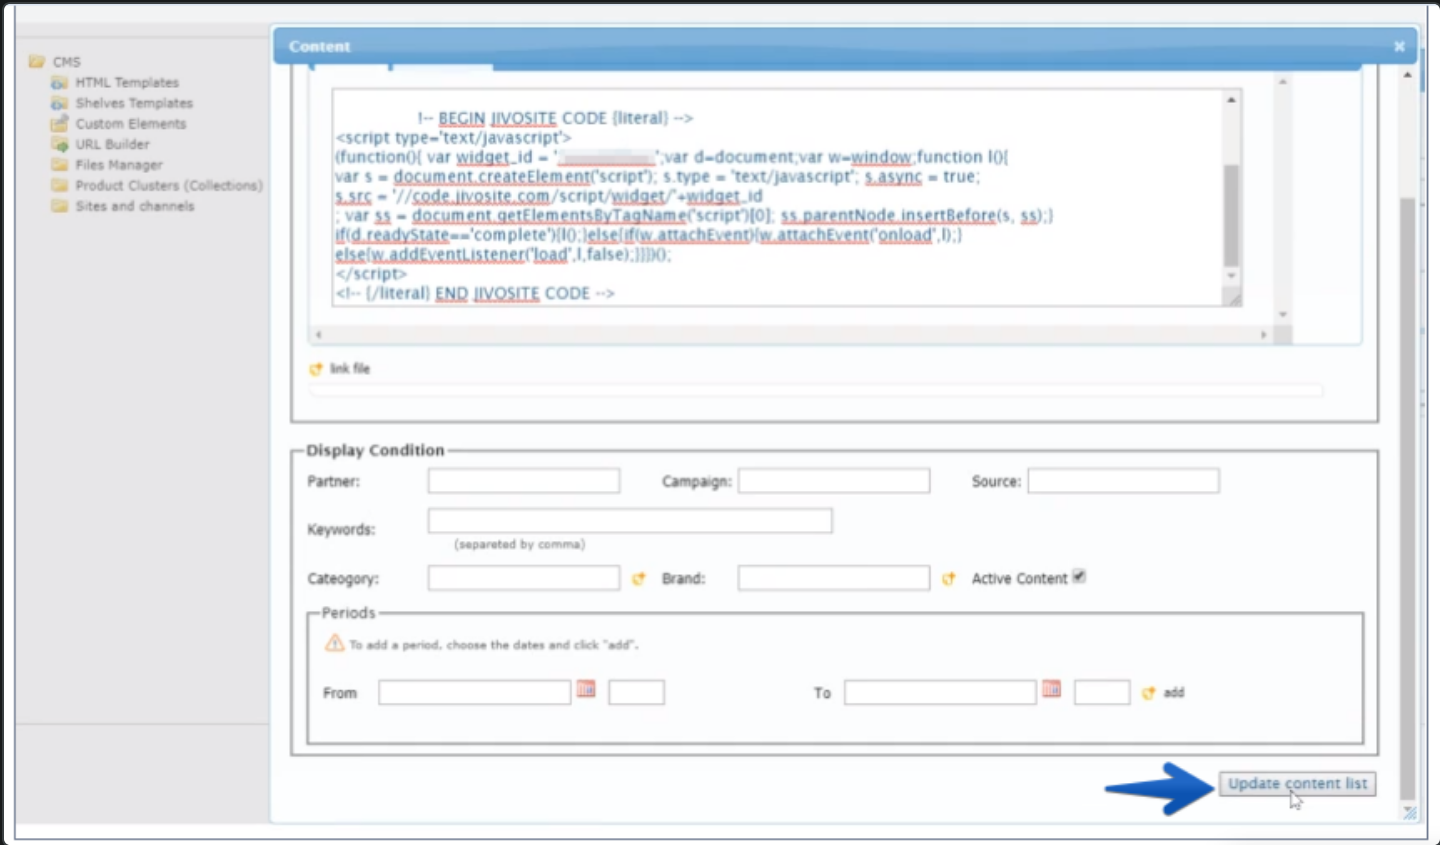 Content
CMS
HTML Templates
Shelves Templates
Custom Elements
URL Builder
Files Manager
Product Clusters (Collections)
Sites and channels
!-- BEGIN JIVOSITE CODE {literal} -->
<script type='text/javascript'>
(function(){ var widget_id = '';var d=document;var w=window;function l(){
var s = document.createElement('script'); s.type = 'text/javascript'; s.async = true;
s.src = '//code.jivosite.com/script/widget/'+widget_id
; var ss = document.getElementsByTagName('script')[0]; ss.parentNode.insertBefore(s, ss);}
if(d.readyState=='complete'){l();}else{if(w.attachEvent){w.attachEvent('onload',l);}
else{w.addEventListener('load',l,false);}}})();
</script>
<!-- {/literal} END JIVOSITE CODE -->
link file
Display Condition
Partner: Campaign: Source:
Keywords:
(separeted by comma)
Cateogory: Brand: Active Content
Periods
To add a period, choose the dates and click "add".
From To add
Update content list